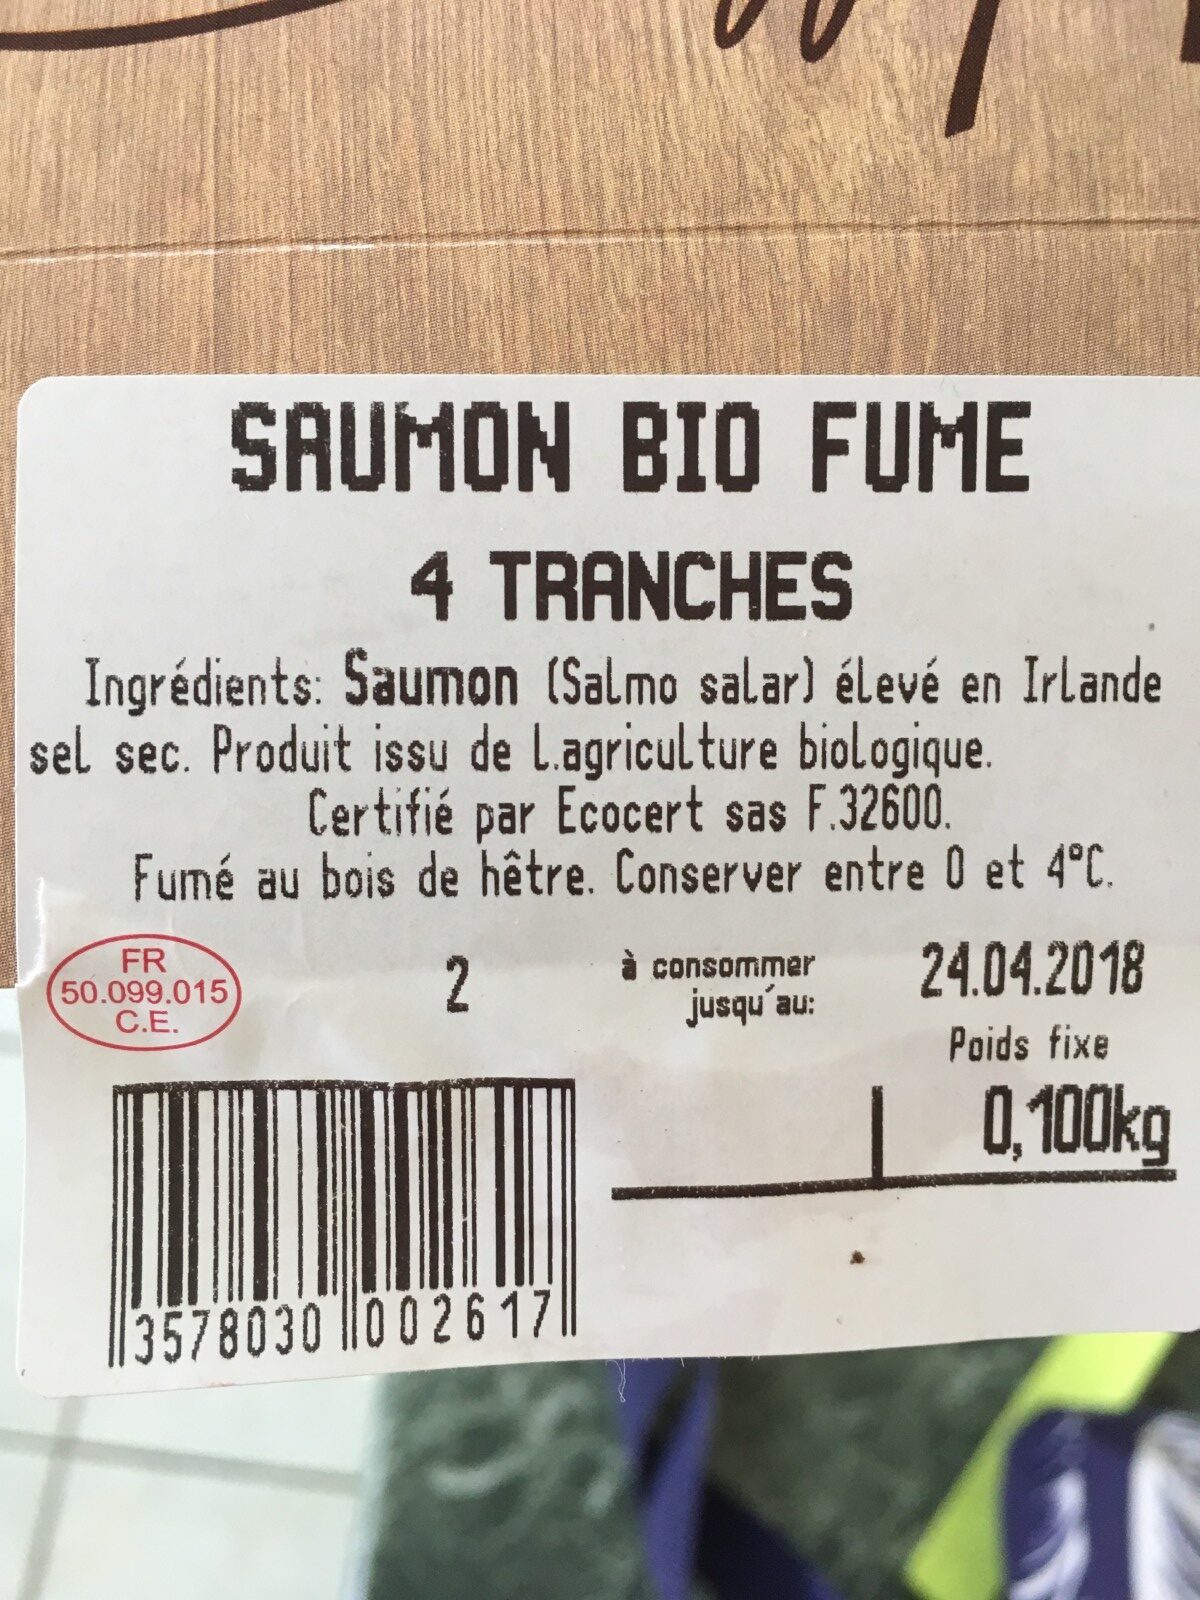 SAUMON BIO FUME
4 TRANCHES
Ingrédients: Saumon (Salmo salar) élevé en Irlande
sel sec. Produit issu de l.agriculture biologique.
Certifié par Ecocert sas F.32600.
Fumé au bois de hêtre. Conserver entre 0 et 4°C.
FR
50.099.015
C.E.
2
à consommer
jusqu'au:
24.04.2018
Poids fixe
0,100kg
3578030 002617